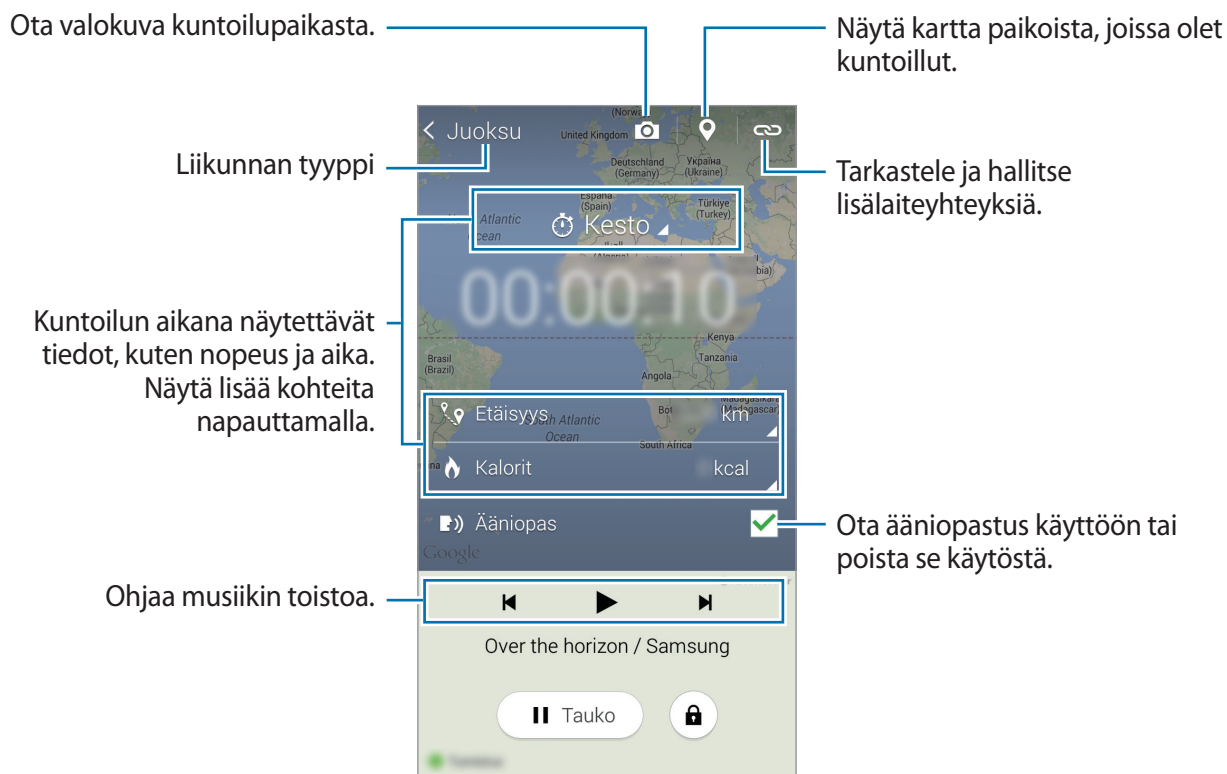 Ota valokuva kuntoilupaikasta.
Näytä kartta paikoista, joissa olet
kuntoillut.
Juoksu
Liikunnan tyyppi
Tarkastele ja hallitse
lisälaiteyhteyksiä.
United Kingdom
Deutschland
(Germany)
Україна
(Ukraine)
España
(Spain)
Türkiye
(Turkey)
Atlantic
Kesto
00:00:10
Kuntoilun aikana näytettävät
tiedot, kuten nopeus ja aika.
Näytä lisää kohteita
napauttamalla.
Kenya
Tanzania
Brasil
(Brazil)
Angola
Etäisyys
km
South Atlantic
Ocean
South Africa
Kalorit
kcal
Ääniopas
Google
Ota ääniopastus käyttöön tai
poista se käytöstä.
Ohjaa musiikin toistoa.
Over the horizon / Samsung
Tauko